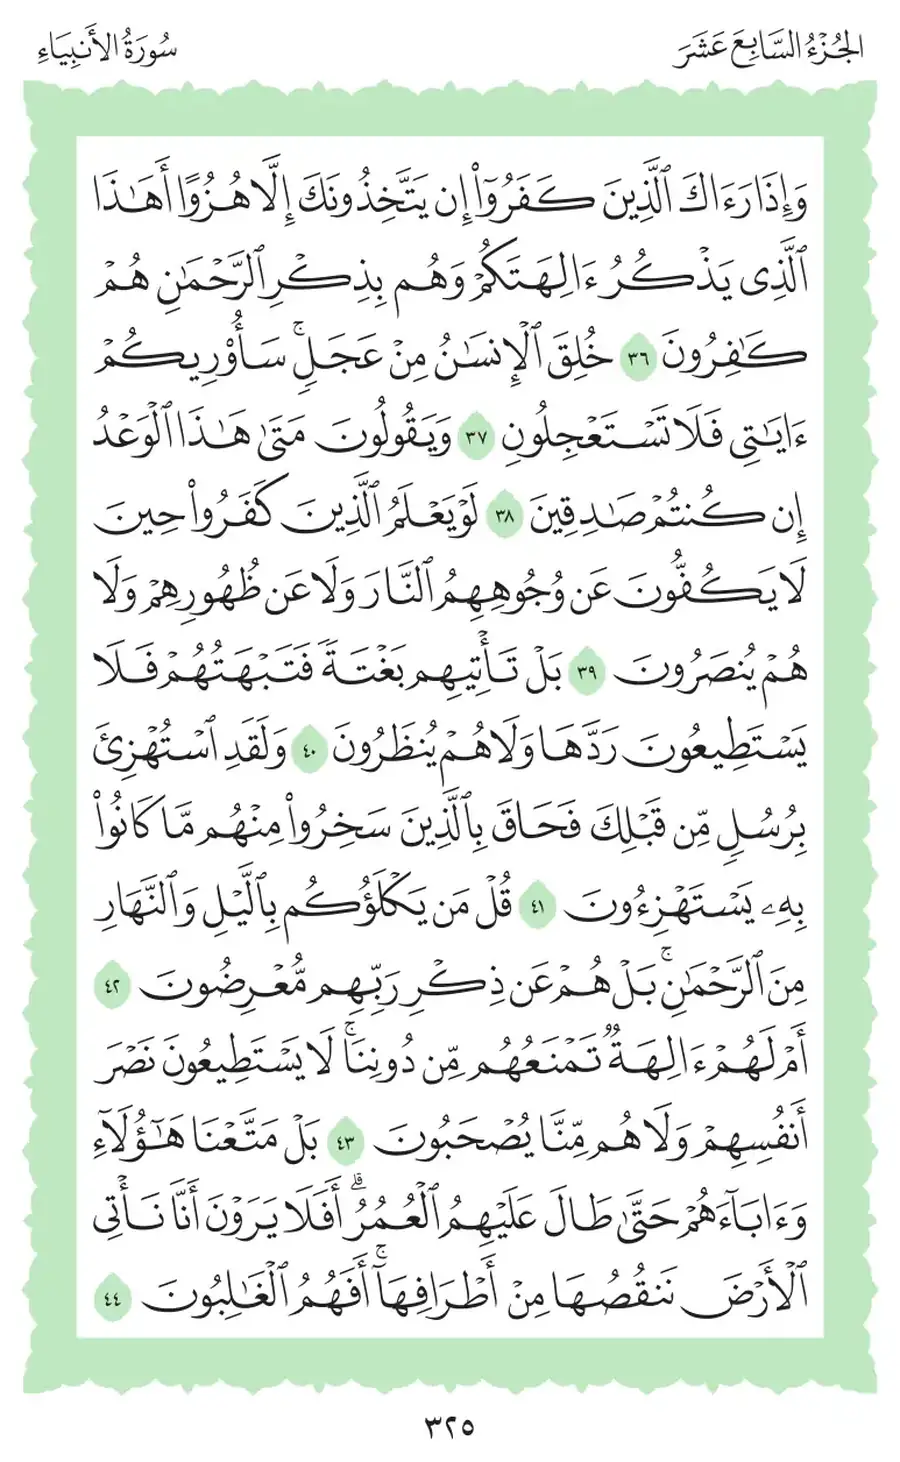 الجُزْءُ السَّابِعَ عَشَرَ
سُورَةُ الأَنبِيَاءِ
وَإِذَا رَءَاكَ ٱلَّذِينَ كَفَرُوٓا۟ إِن يَتَّخِذُونَكَ إِلَّا هُزُوًا أَهَٰذَا
ٱلَّذِى يَذْكُرُ ءَالِهَتَكُمْ وَهُم بِذِكْرِ ٱلرَّحْمَٰنِ هُمْ
كَٰفِرُونَ ٣٦ خُلِقَ ٱلْإِنسَٰنُ مِنْ عَجَلٍۚ سَأُو۟رِيكُمْ
ءَايَٰتِى فَلَا تَسْتَعْجِلُونِ ٣٧ وَيَقُولُونَ مَتَىٰ هَٰذَا ٱلْوَعْدُ
إِن كُنتُمْ صَٰدِقِينَ ٣٨ لَوْ يَعْلَمُ ٱلَّذِينَ كَفَرُوا۟ حِينَ
لَا يَكُفُّونَ عَن وُجُوهِهِمُ ٱلنَّارَ وَلَا عَن ظُهُورِهِمْ وَلَا
هُمْ يُنصَرُونَ ٣٩ بَلْ تَأْتِيهِم بَغْتَةً فَتَبْهَتُهُمْ فَلَا
يَسْتَطِيعُونَ رَدَّهَا وَلَا هُمْ يُنظَرُونَ ٤٠ وَلَقَدِ ٱسْتُهْزِئَ
بِرُسُلٍ مِّن قَبْلِكَ فَحَاقَ بِٱلَّذِينَ سَخِرُوا۟ مِنْهُم مَّا كَانُوا۟
بِهِۦ يَسْتَهْزِءُونَ ٤١ قُلْ مَن يَكْلَؤُكُم بِٱلَّيْلِ وَٱلنَّهَارِ
مِنَ ٱلرَّحْمَٰنِۚ بَلْ هُمْ عَن ذِكْرِ رَبِّهِم مُّعْرِضُونَ ٤٢
أَمْ لَهُمْ ءَالِهَةٌ تَمْنَعُهُم مِّن دُونِنَاۚ لَا يَسْتَطِيعُونَ نَصْرَ
أَنفُسِهِمْ وَلَا هُم مِّنَّا يُصْحَبُونَ ٤٣ بَلْ مَتَّعْنَا هَٰٓؤُلَآءِ
وَءَابَآءَهُمْ حَتَّىٰ طَالَ عَلَيْهِمُ ٱلْعُمُرُۗ أَفَلَا يَرَوْنَ أَنَّا نَأْتِى
ٱلْأَرْضَ نَنقُصُهَا مِنْ أَطْرَافِهَآۚ أَفَهُمُ ٱلْغَٰلِبُونَ ٤٤
٣٢٥